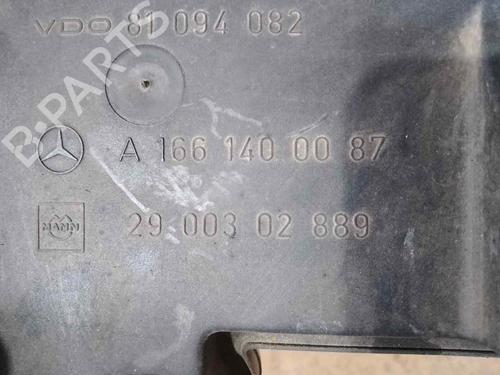 VDO 81 094 082
A 166 140 00 87
MANN 29 003 02 889
B-PARTS